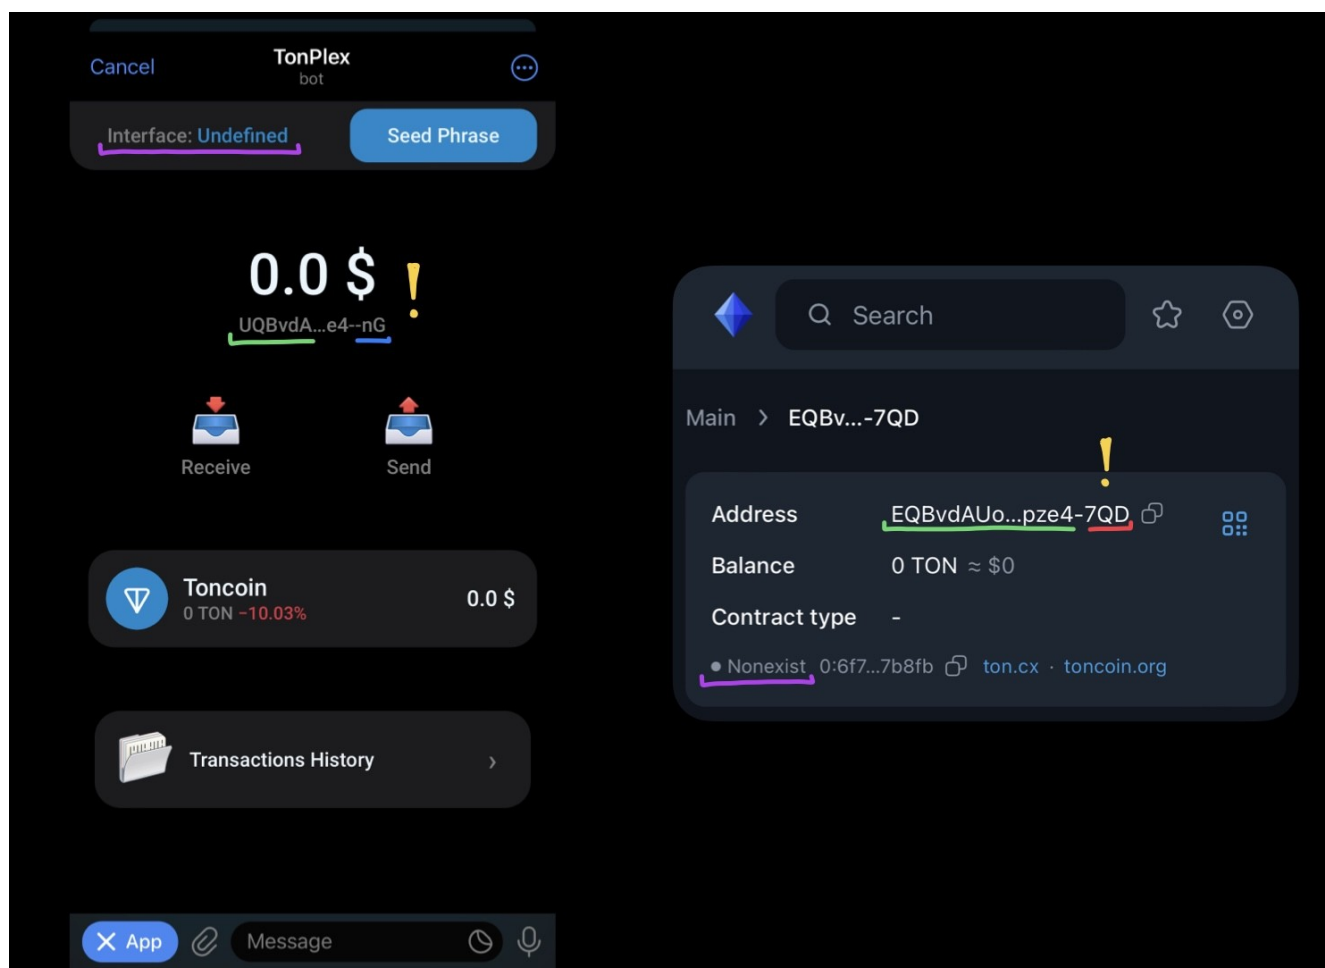 Cancel
TonPlex
bot
Interface: Undefined
Seed Phrase
0.0 $
!
UQBvdA...e4--nG
Receive
Send
Toncoin
0 TON −10.03%
0.0 $
Transactions History
App
Message
Search
Main > EQBv...-7QD
!
Address
EQBvdAUo...pze4-7QD
Balance
0 TON ≈ $0
Contract type
-
Nonexist 0:6f7...7b8fb ton.cx · toncoin.org